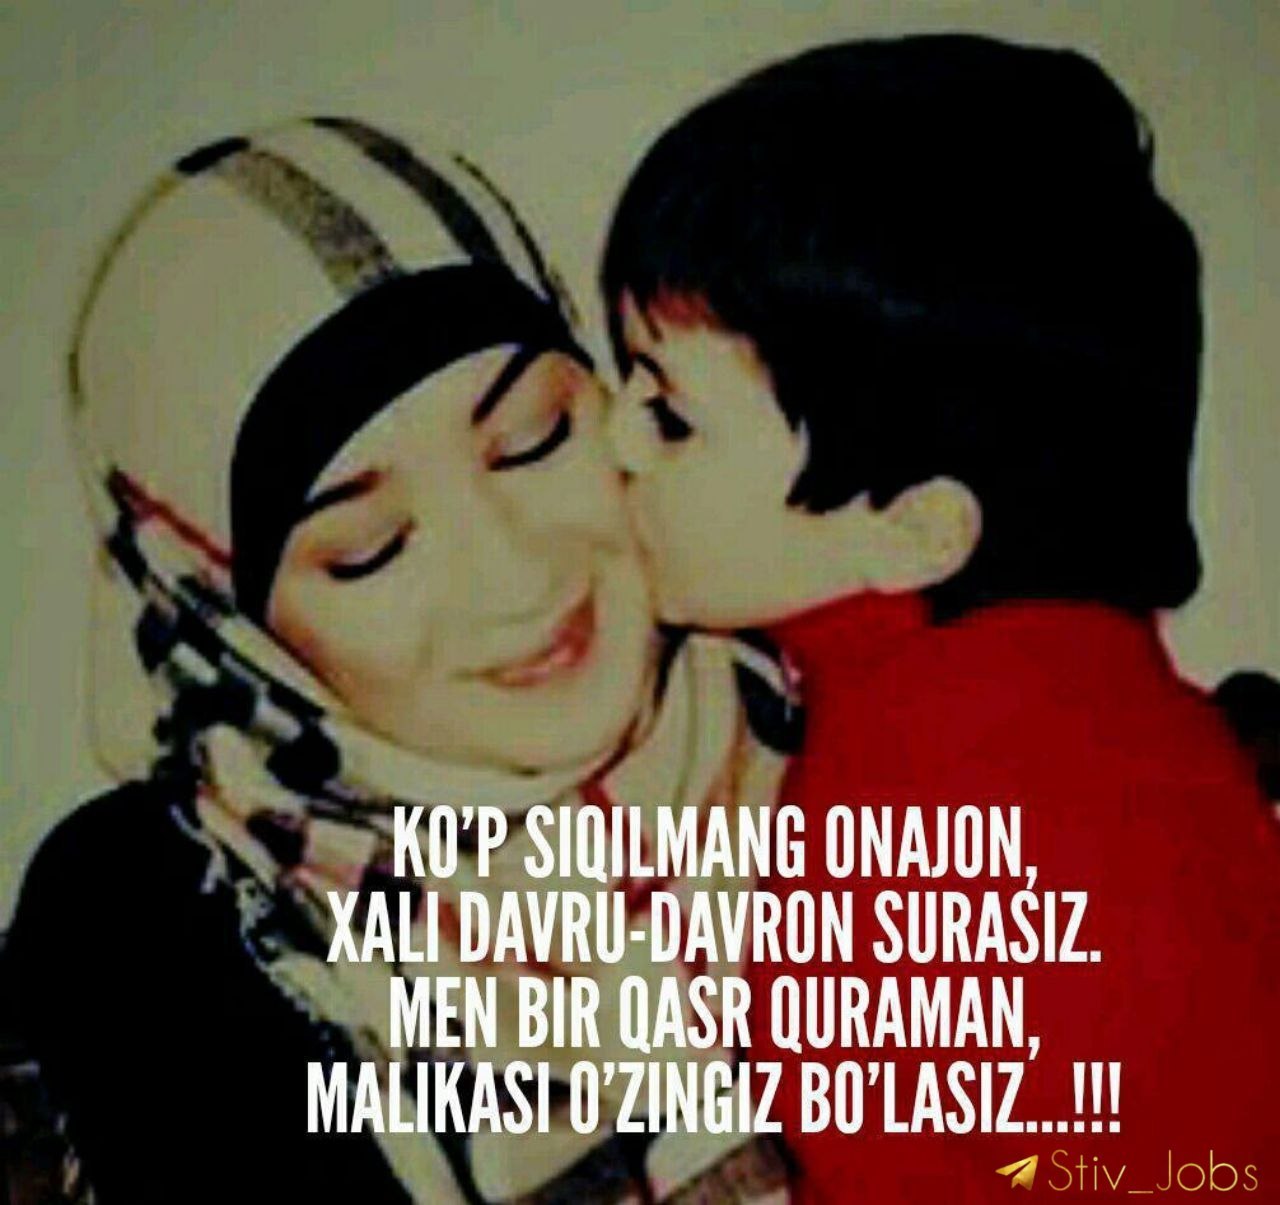 KO'P SIQILMANG ONAJON,
XALI DAVRU-DAVRON SURASIZ.
MEN BIR QASR QURAMAN,
MALIKASI O'ZINGIZ BO'LASIZ...!!!
Stiv_Jobs